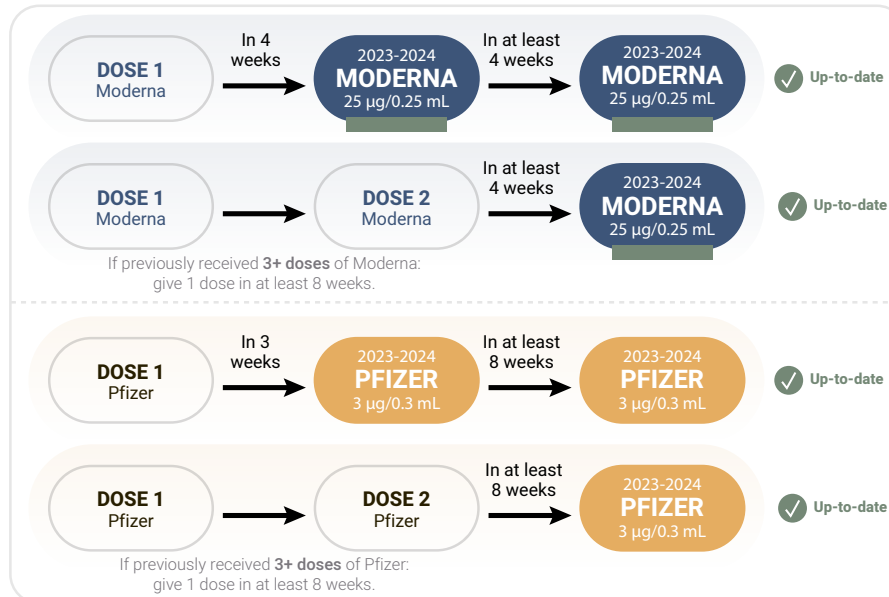 In 4
weeks
In at least
4 weeks
DOSE 1
Moderna
2023-2024
MODERNA
25 µg/0.25 mL
2023-2024
MODERNA
25 µg/0.25 mL
Up-to-date
In at least
4 weeks
DOSE 1
Moderna
DOSE 2
Moderna
2023-2024
MODERNA
25 µg/0.25 mL
Up-to-date
If previously received 3+ doses of Moderna:
give 1 dose in at least 8 weeks.
In 3
weeks
In at least
8 weeks
DOSE 1
Pfizer
2023-2024
PFIZER
3 µg/0.3 mL
2023-2024
PFIZER
3 µg/0.3 mL
Up-to-date
In at least
8 weeks
DOSE 1
Pfizer
DOSE 2
Pfizer
2023-2024
PFIZER
3 µg/0.3 mL
Up-to-date
If previously received 3+ doses of Pfizer:
give 1 dose in at least 8 weeks.